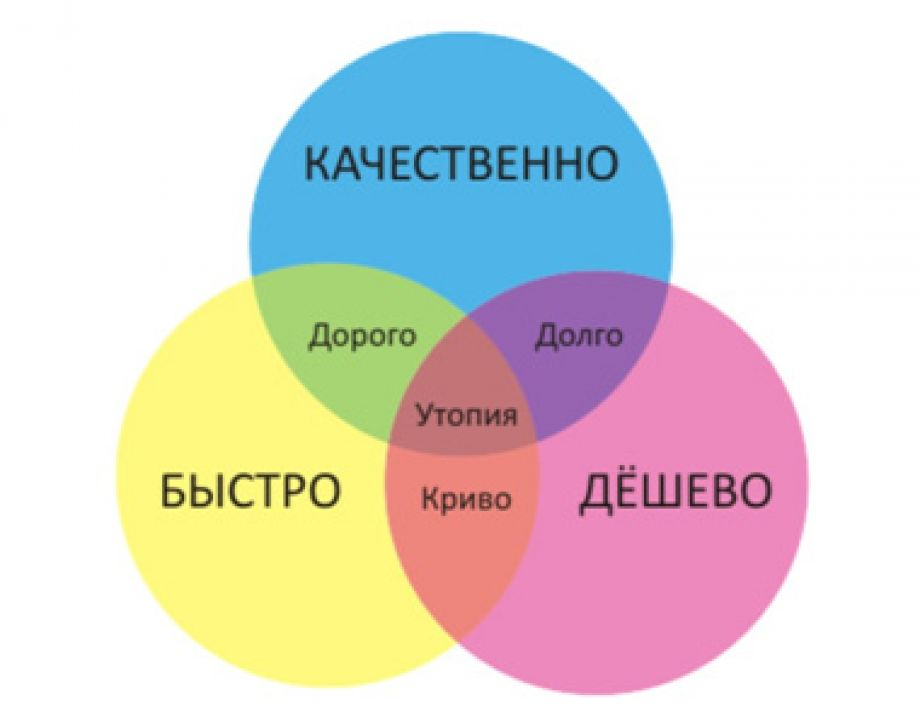 КАЧЕСТВЕННО
Дорого
Долго
Утопия
БЫСТРО
Криво
ДЁШЕВО